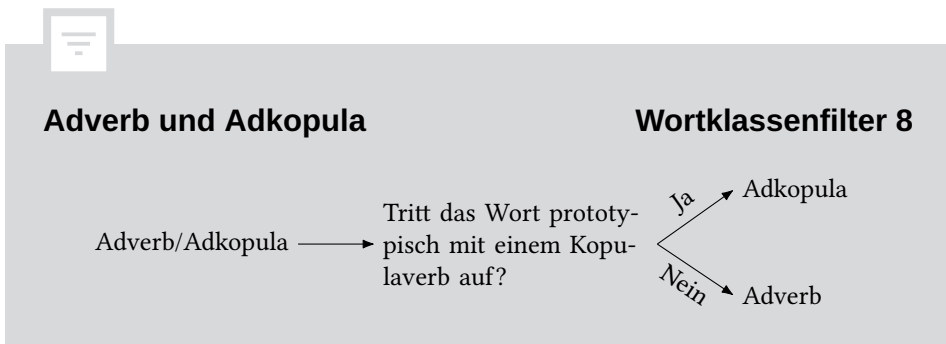 Adverb und Adkopula
Wortklassenfilter 8
Adverb/Adkopula
Tritt das Wort prototy-
pisch mit einem Kopu-
laverb auf?
Ja
Adkopula
Nein
Adverb